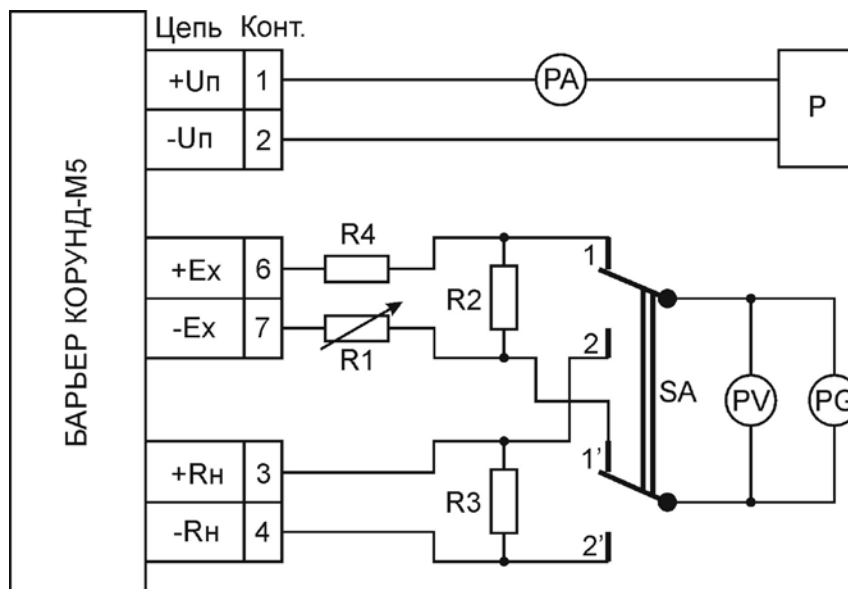 Цепь Конт.
+Uп 1
-Uп 2
PA
P
БАРЬЕР КОРУНД-М5
+Ex 6
-Ex 7
R4
R1
R2
1
2
SA
PV
PG
+Rн 3
-Rн 4
R3
1’
2’